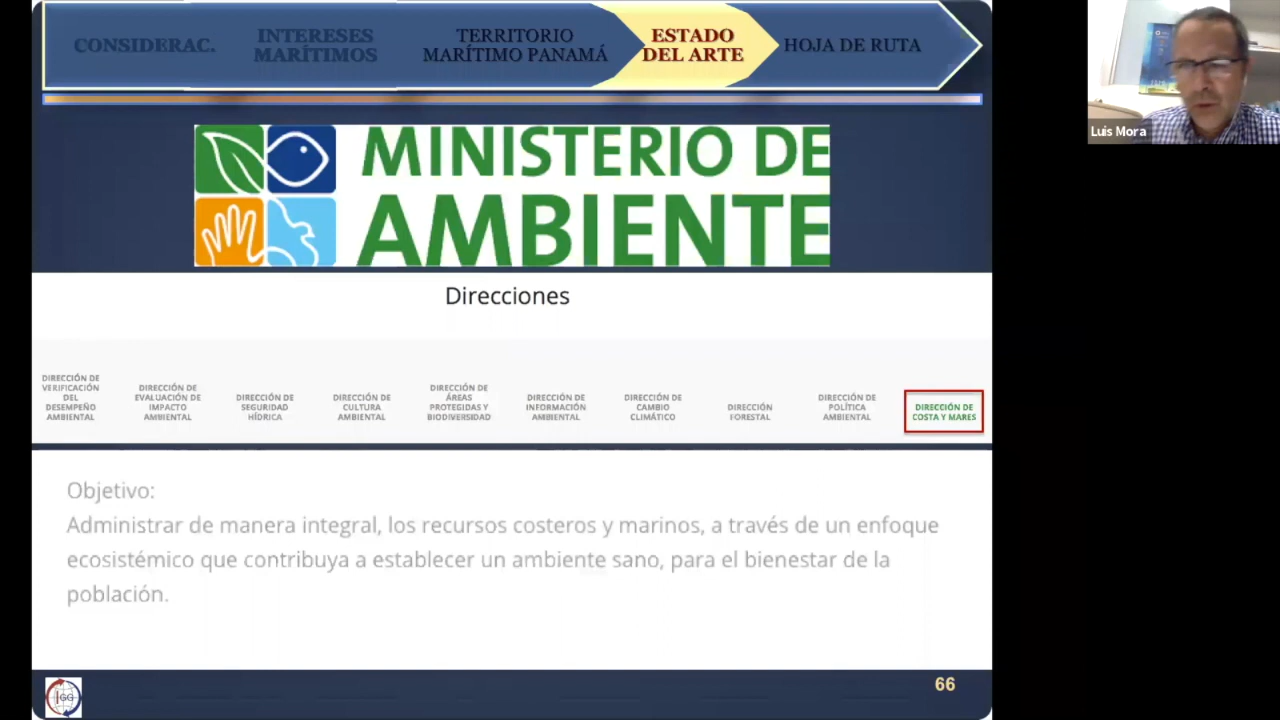 CONSIDERAC.
INTERESES
MARÍTIMOS
TERRITORIO
MARÍTIMO PANAMÁ
ESTADO
DEL ARTE
HOJA DE RUTA
Luis Mora
MINISTERIO DE
AMBIENTE
Direcciones
DIRECCIÓN DE
VERIFICACIÓN
DEL
DESEMPEÑO
AMBIENTAL
DIRECCIÓN DE
EVALUACIÓN DE
IMPACTO
AMBIENTAL
DIRECCIÓN DE
SEGURIDAD
HÍDRICA
DIRECCIÓN DE
CULTURA
AMBIENTAL
DIRECCIÓN DE
ÁREAS
PROTEGIDAS Y
BIODIVERSIDAD
DIRECCIÓN DE
INFORMACIÓN
AMBIENTAL
DIRECCIÓN DE
CAMBIO
CLIMÁTICO
DIRECCIÓN
FORESTAL
DIRECCIÓN DE
POLÍTICA
AMBIENTAL
DIRECCIÓN DE
COSTA Y MARES
Objetivo:
Administrar de manera integral, los recursos costeros y marinos, a través de un enfoque
ecosistémico que contribuya a establecer un ambiente sano, para el bienestar de la
población.
IGG
66